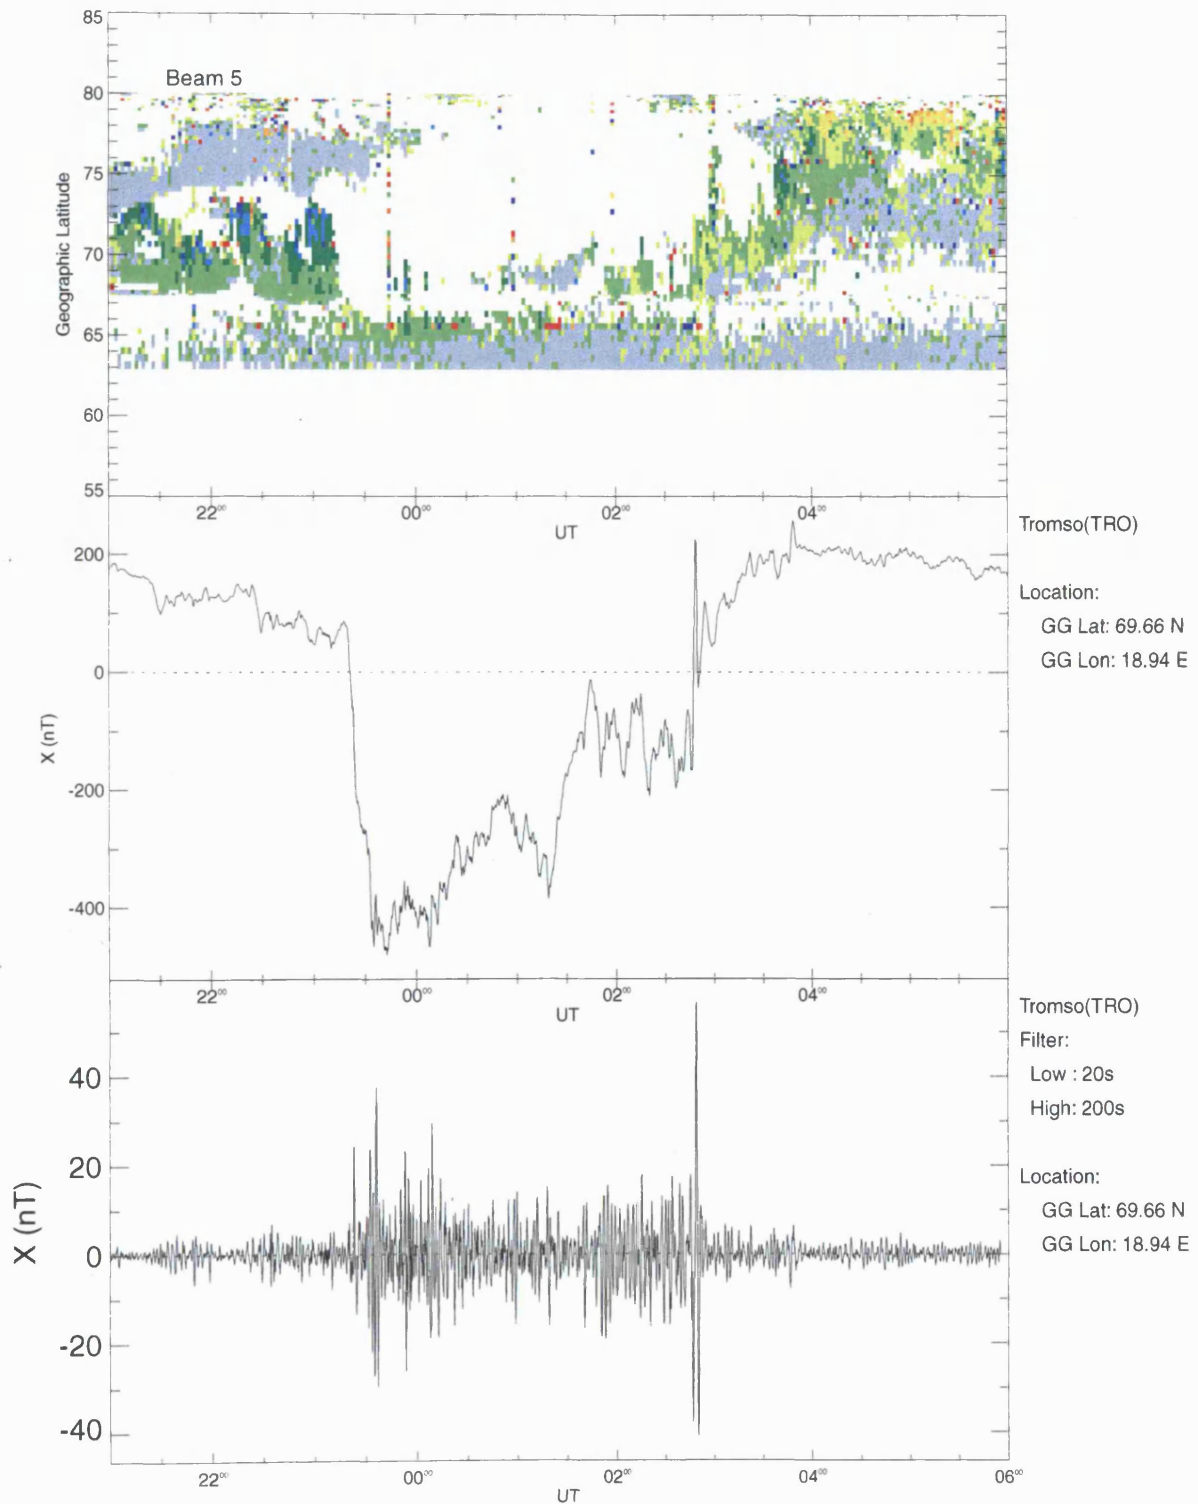 85
Beam 5
80
75
70
65
60
55
Geographic Latitude
22⁰⁰
00⁰⁰
02⁰⁰
04⁰⁰
UT
Tromso(TRO)
Location:
GG Lat: 69.66 N
GG Lon: 18.94 E
200
0
-200
-400
X (nT)
22⁰⁰
00⁰⁰
02⁰⁰
04⁰⁰
UT
Tromso(TRO)
Filter:
Low : 20s
High: 200s
Location:
GG Lat: 69.66 N
GG Lon: 18.94 E
40
20
0
-20
-40
X (nT)
22⁰⁰
00⁰⁰
02⁰⁰
04⁰⁰
06⁰⁰
UT